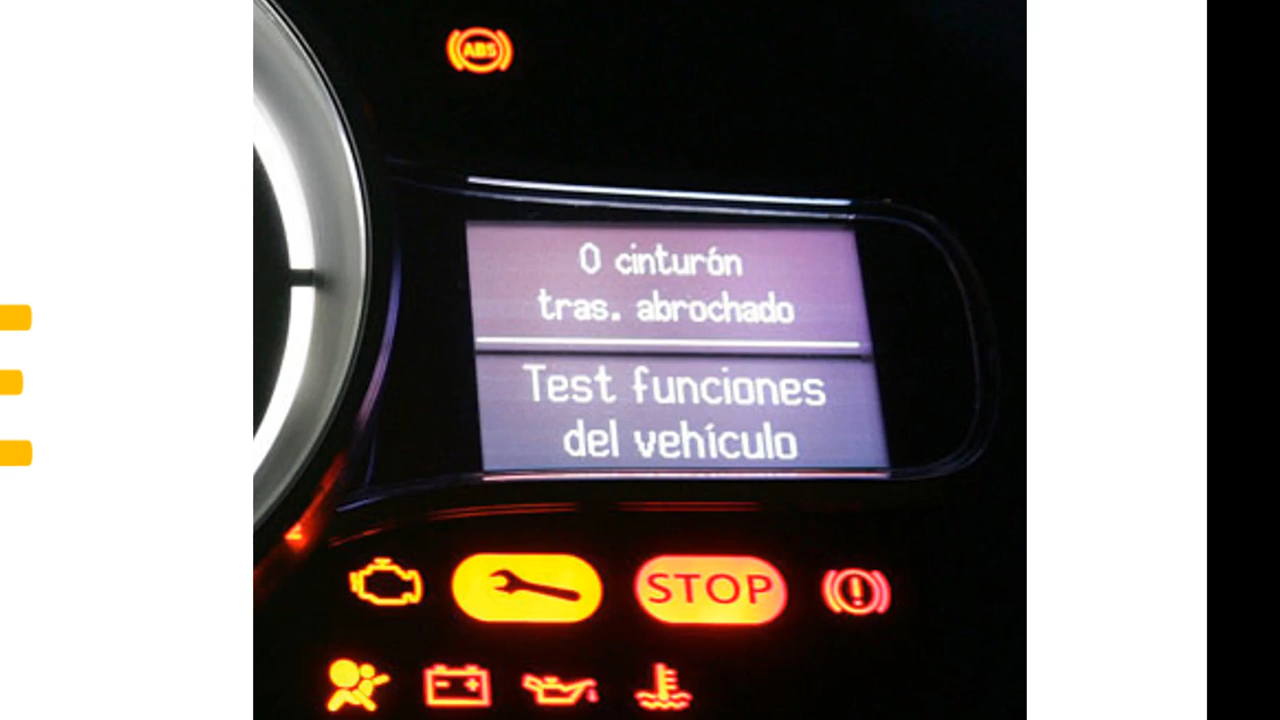 ABS
0 cinturón
tras. abrochado
Test funciones
del vehículo
STOP